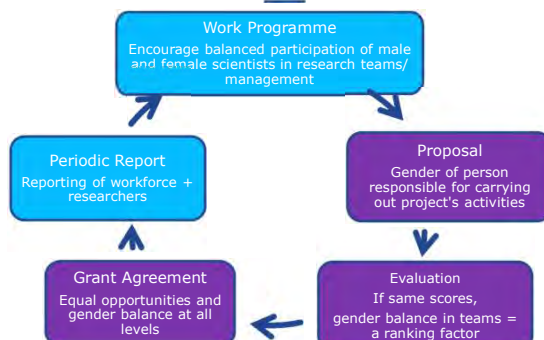 Work Programme
Encourage balanced participation of male
and female scientists in research teams/
management
Proposal
Gender of person
responsible for carrying
out project's activities
Evaluation
If same scores,
gender balance in teams =
a ranking factor
Grant Agreement
Equal opportunities and
gender balance at all
levels
Periodic Report
Reporting of workforce +
researchers